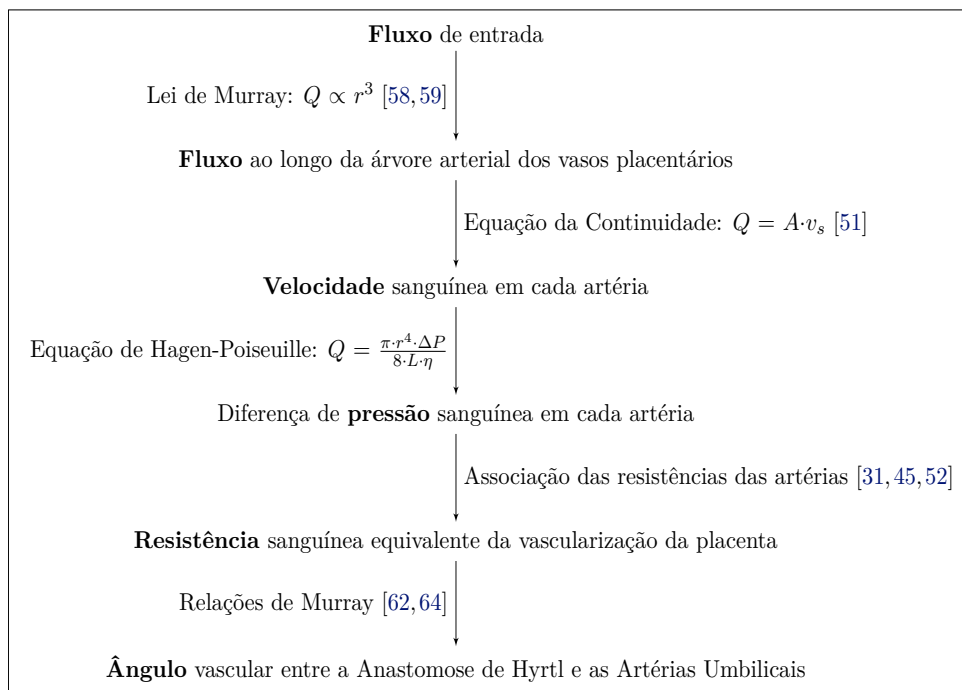 Fluxo de entrada
Lei de Murray: Q ∝ r³ [58, 59]
Fluxo ao longo da árvore arterial dos vasos placentários
Equação da Continuidade: Q = A·vₛ [51]
Velocidade sanguínea em cada artéria
Equação de Hagen-Poiseuille: Q = π·r⁴·ΔP / 8·L·η
Diferença de pressão sanguínea em cada artéria
Associação das resistências das artérias [31, 45, 52]
Resistência sanguínea equivalente da vascularização da placenta
Relações de Murray [62, 64]
Ângulo vascular entre a Anastomose de Hyrtl e as Artérias Umbilicais